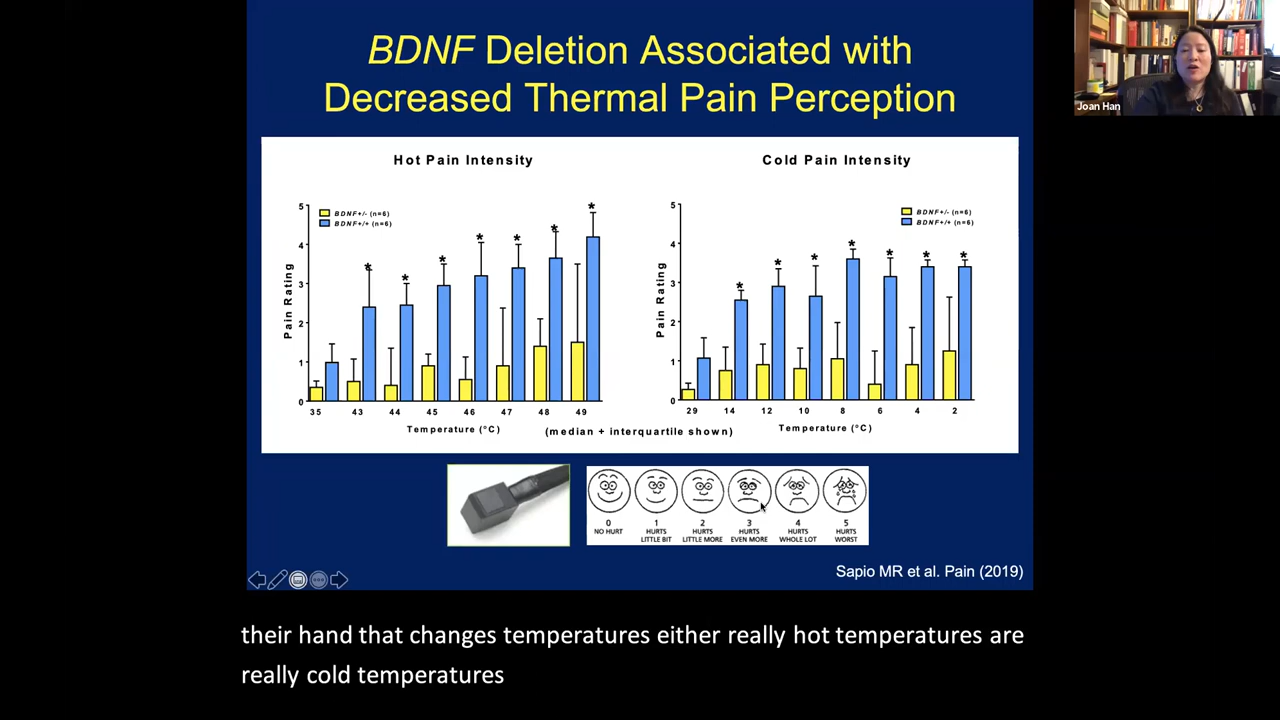 BDNF Deletion Associated with
Decreased Thermal Pain Perception
Joan Han
Hot Pain Intensity
BDNF+/- (n=6)
BDNF+/+ (n=6)
Pain Rating
5
4
3
2
1
0
* * * * * * *
35 43 44 45 46 47 48 49
Temperature (°C)
(median + interquartile shown)
Cold Pain Intensity
BDNF+/- (n=6)
BDNF+/+ (n=6)
Pain Rating
5
4
3
2
1
0
* * * * * * *
29 14 12 10 8 6 4 2
Temperature (°C)
0 1 2 3 4 5
NO HURT
HURTS
LITTLE BIT
HURTS
LITTLE MORE
HURTS
EVEN MORE
HURTS
WHOLE LOT
HURTS
WORST
Sapio MR et al. Pain (2019)
their hand that changes temperatures either really hot temperatures are
really cold temperatures